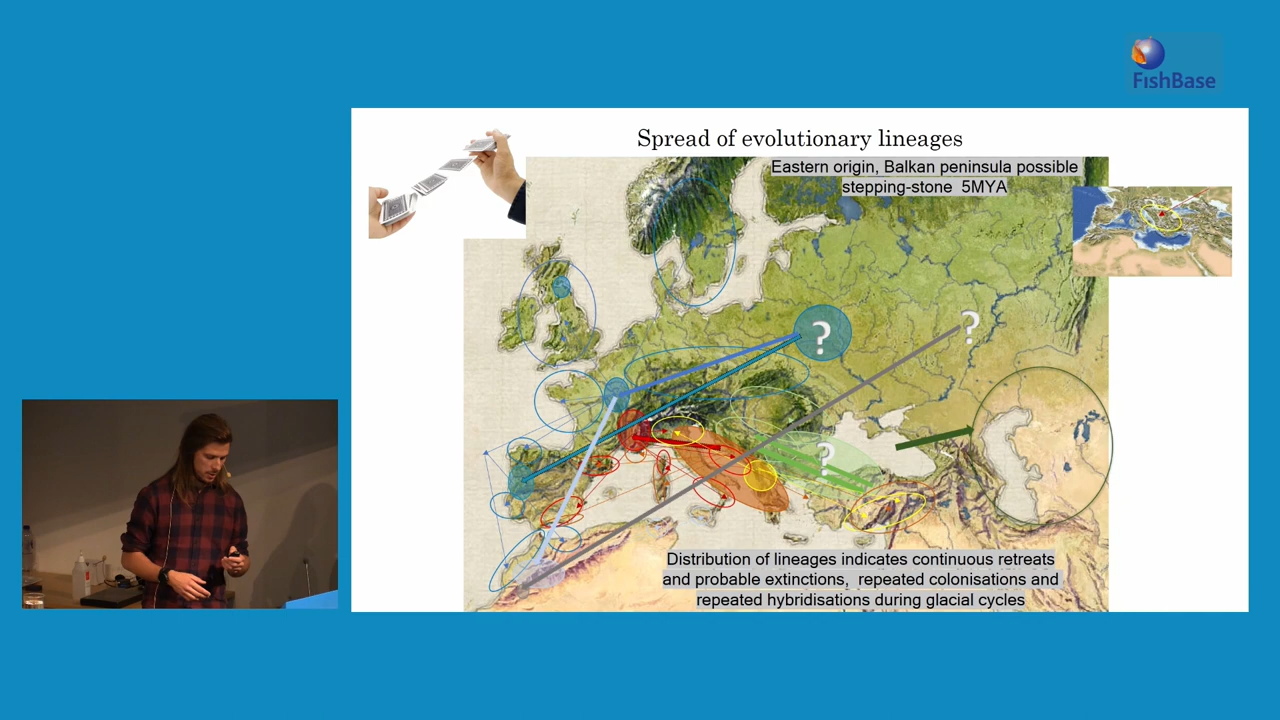 FishBase
Spread of evolutionary lineages
Eastern origin, Balkan peninsula possible
stepping-stone 5MYA
?
?
?
Distribution of lineages indicates continuous retreats
and probable extinctions, repeated colonisations and
repeated hybridisations during glacial cycles